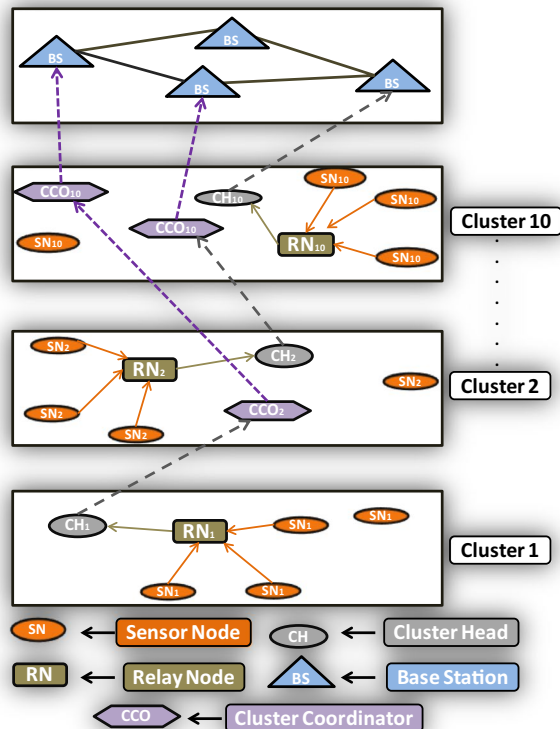 BS
BS
BS
BS
CCO10
CH10
SN10
SN10
CCO10
RN10
SN10
SN10
Cluster 10
SN2
CH2
RN2
SN2
Cluster 2
SN2
CCO2
SN2
SN1
CH1
RN1
SN1
Cluster 1
SN1
SN1
SN
Sensor Node
CH
Cluster Head
RN
Relay Node
BS
Base Station
CCO
Cluster Coordinator